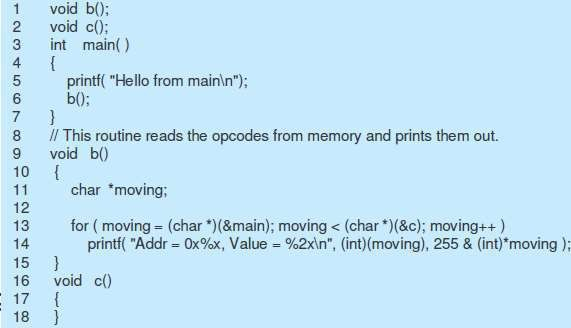 1 void b();
2 void c();
3 int main( )
4 {
5 printf( "Hello from main\n");
6 b();
7 }
8 // This routine reads the opcodes from memory and prints them out.
9 void b()
10 {
11 char *moving;
12
13 for ( moving = (char *)(&main); moving < (char *)(&c); moving++ )
14 printf( "Addr = 0x%x, Value = %2x\n", (int)(moving), 255 & (int)*moving );
15 }
16 void c()
17 {
18 }